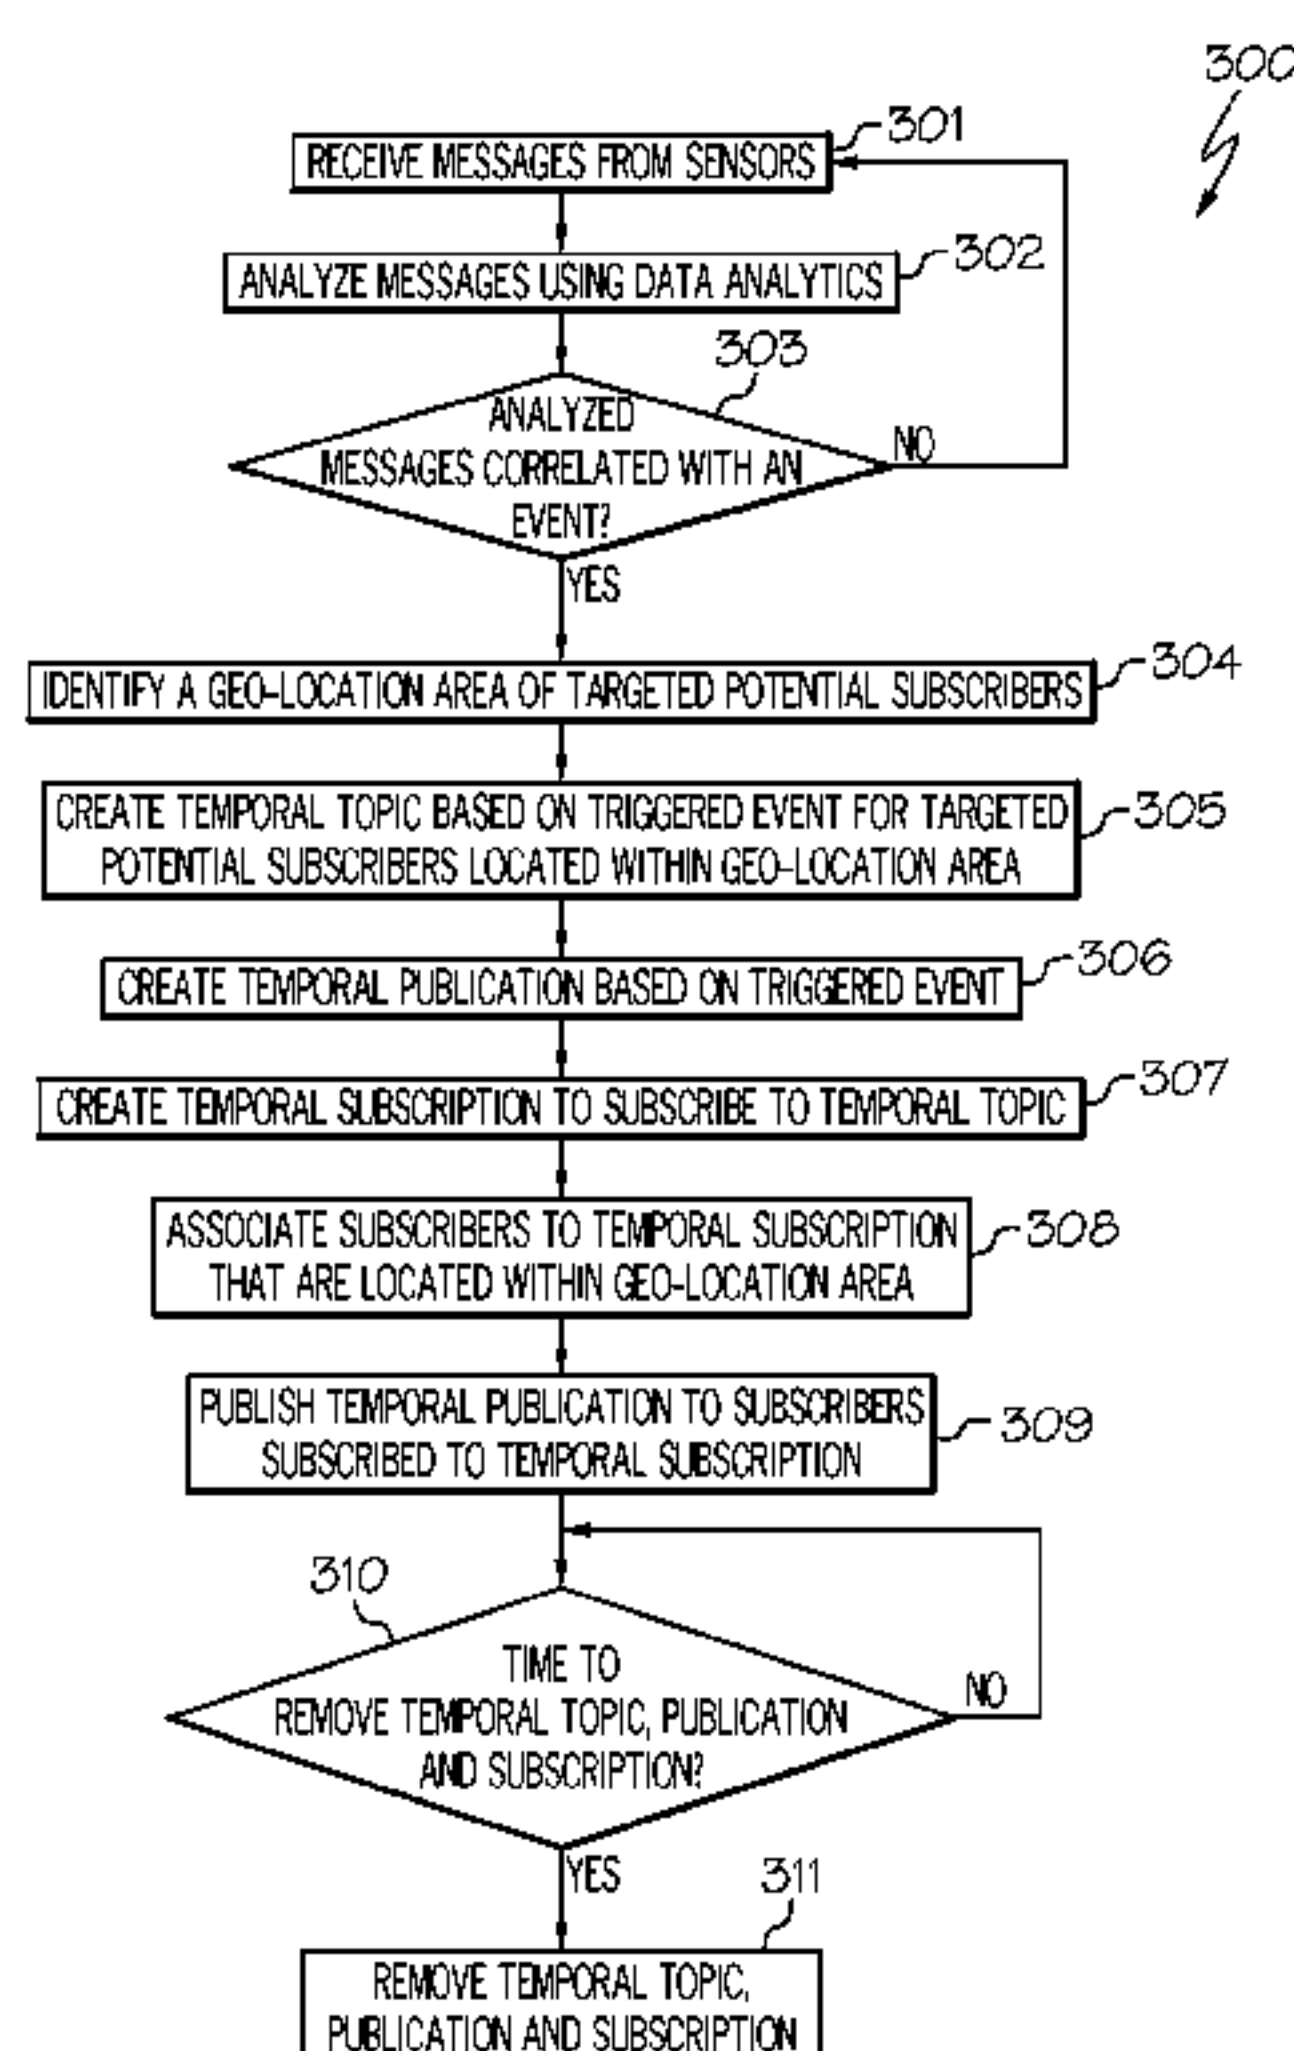 300
301
RECEIVE MESSAGES FROM SENSORS
302
ANALYZE MESSAGES USING DATA ANALYTICS
303
ANALYZED
MESSAGES CORRELATED WITH AN
EVENT?
NO
YES
304
IDENTIFY A GEO-LOCATION AREA OF TARGETED POTENTIAL SUBSCRIBERS
305
CREATE TEMPORAL TOPIC BASED ON TRIGGERED EVENT FOR TARGETED
POTENTIAL SUBSCRIBERS LOCATED WITHIN GEO-LOCATION AREA
306
CREATE TEMPORAL PUBLICATION BASED ON TRIGGERED EVENT
307
CREATE TEMPORAL SUBSCRIPTION TO SUBSCRIBE TO TEMPORAL TOPIC
308
ASSOCIATE SUBSCRIBERS TO TEMPORAL SUBSCRIPTION
THAT ARE LOCATED WITHIN GEO-LOCATION AREA
309
PUBLISH TEMPORAL PUBLICATION TO SUBSCRIBERS
SUBSCRIBED TO TEMPORAL SUBSCRIPTION
310
TIME TO
REMOVE TEMPORAL TOPIC, PUBLICATION
AND SUBSCRIPTION?
NO
YES
311
REMOVE TEMPORAL TOPIC,
PUBLICATION AND SUBSCRIPTION